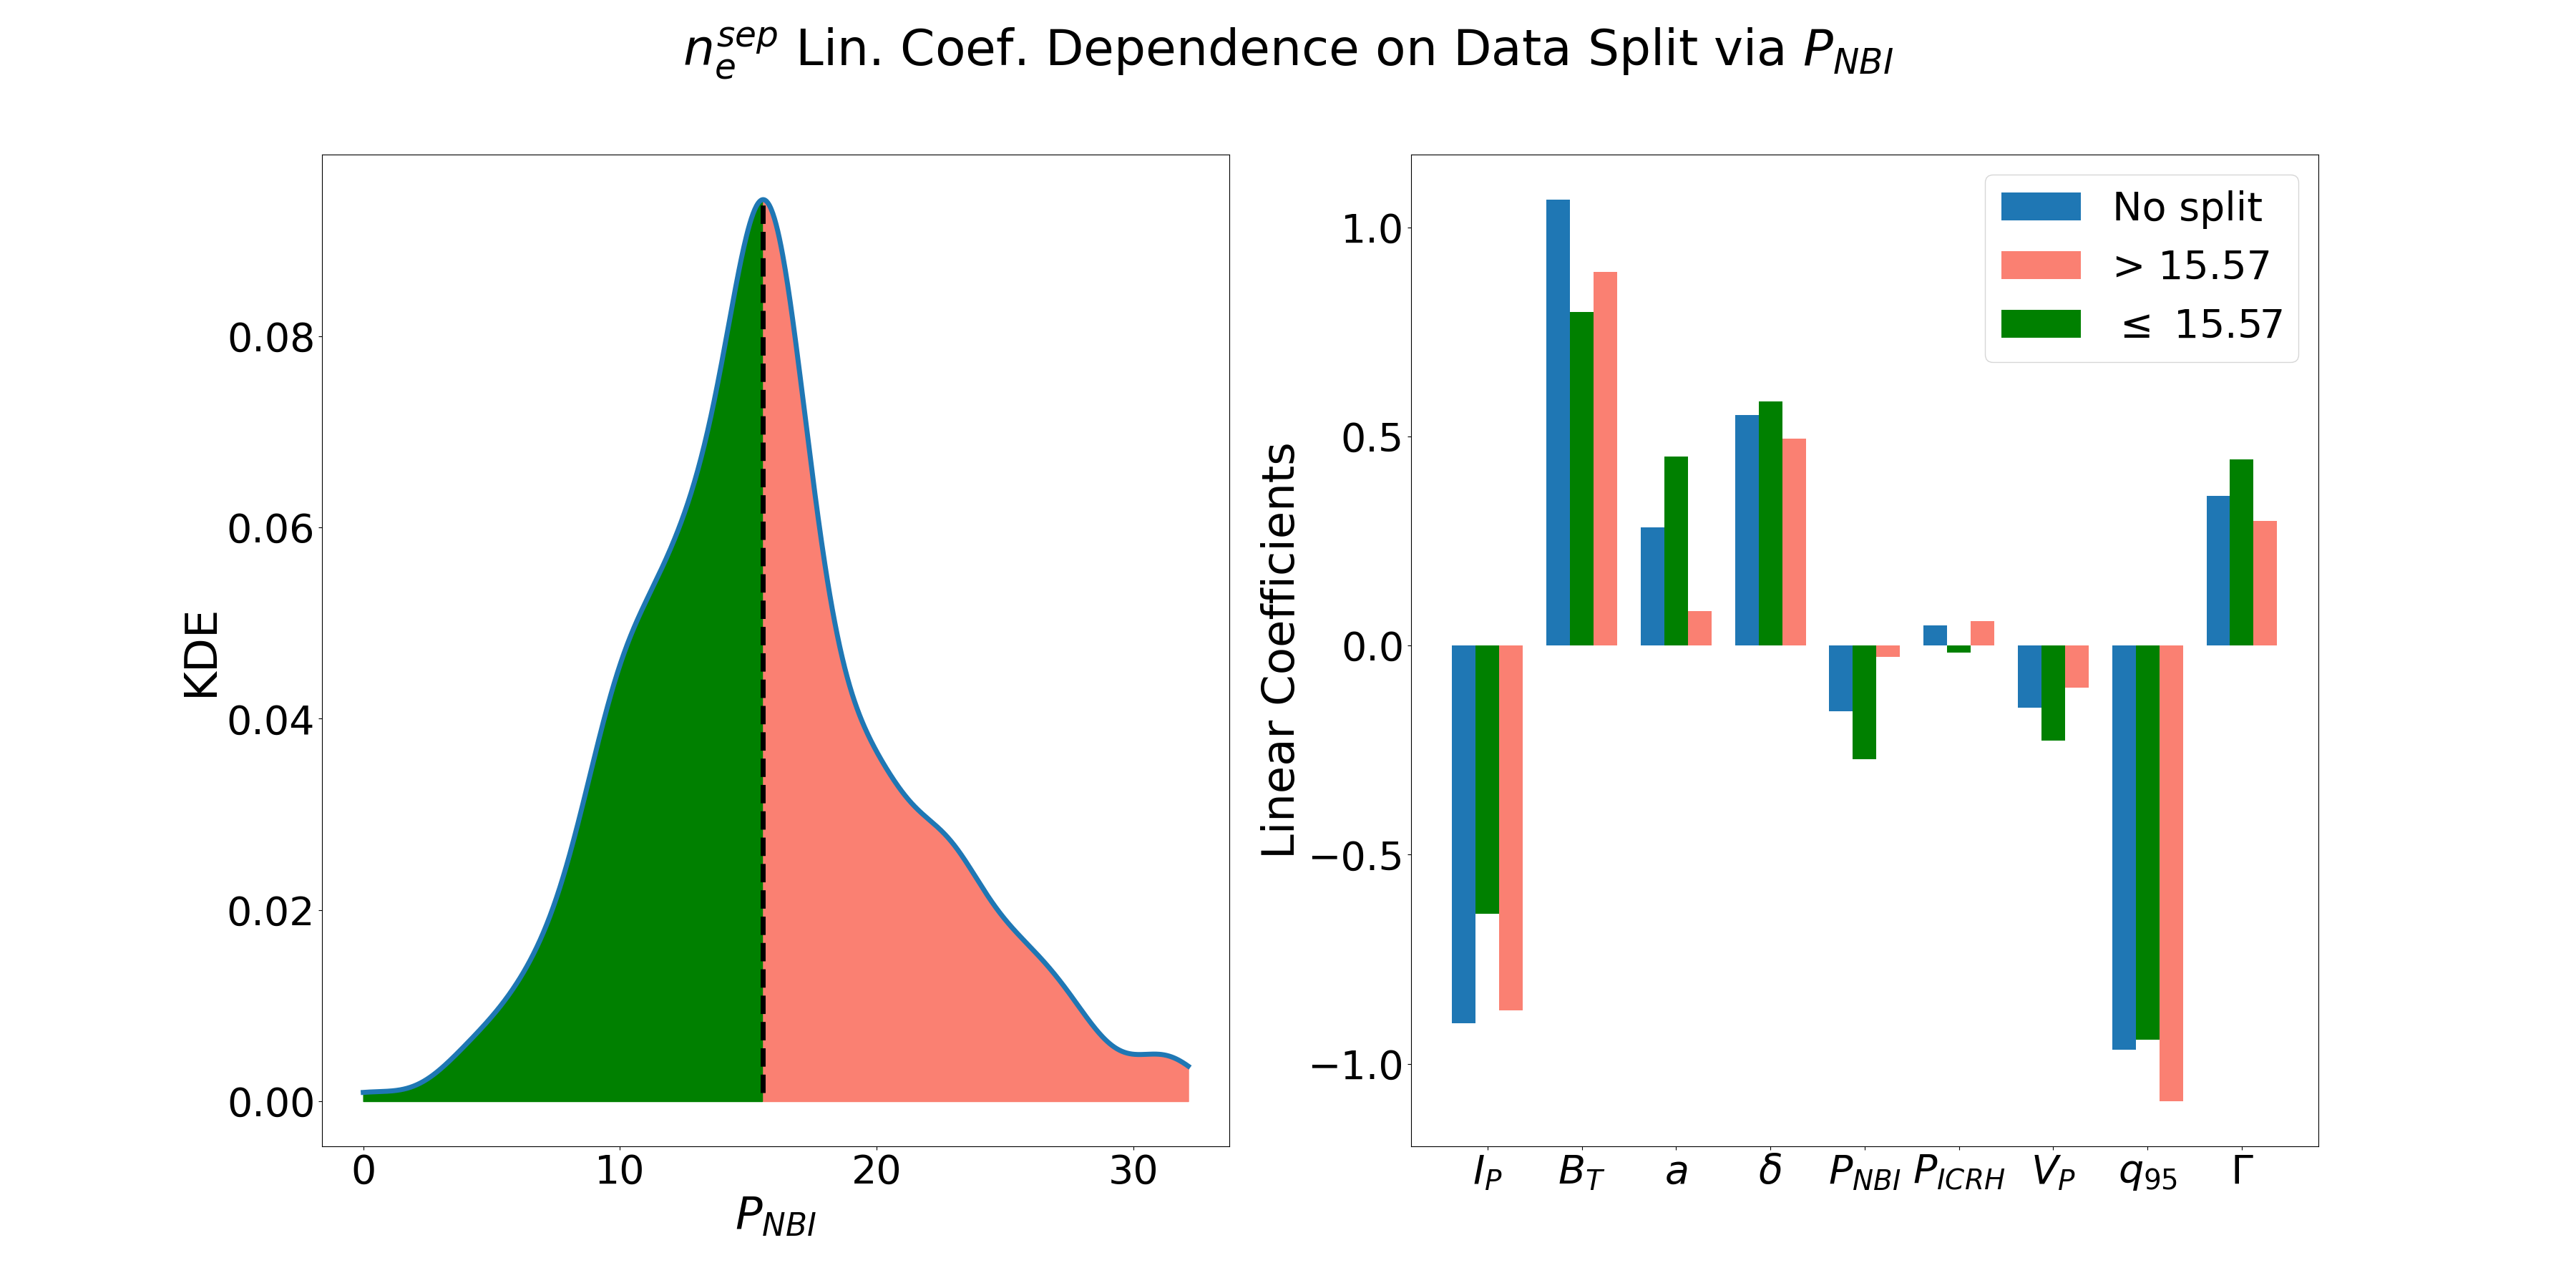 n_e^sep Lin. Coef. Dependence on Data Split via P_NBI
KDE
0.08
0.06
0.04
0.02
0.00
0 10 20 30
P_NBI
Linear Coefficients
1.0
0.5
0.0
−0.5
−1.0
No split
> 15.57
≤ 15.57
I_P B_T a δ P_NBI P_ICRH V_P q_95 Γ